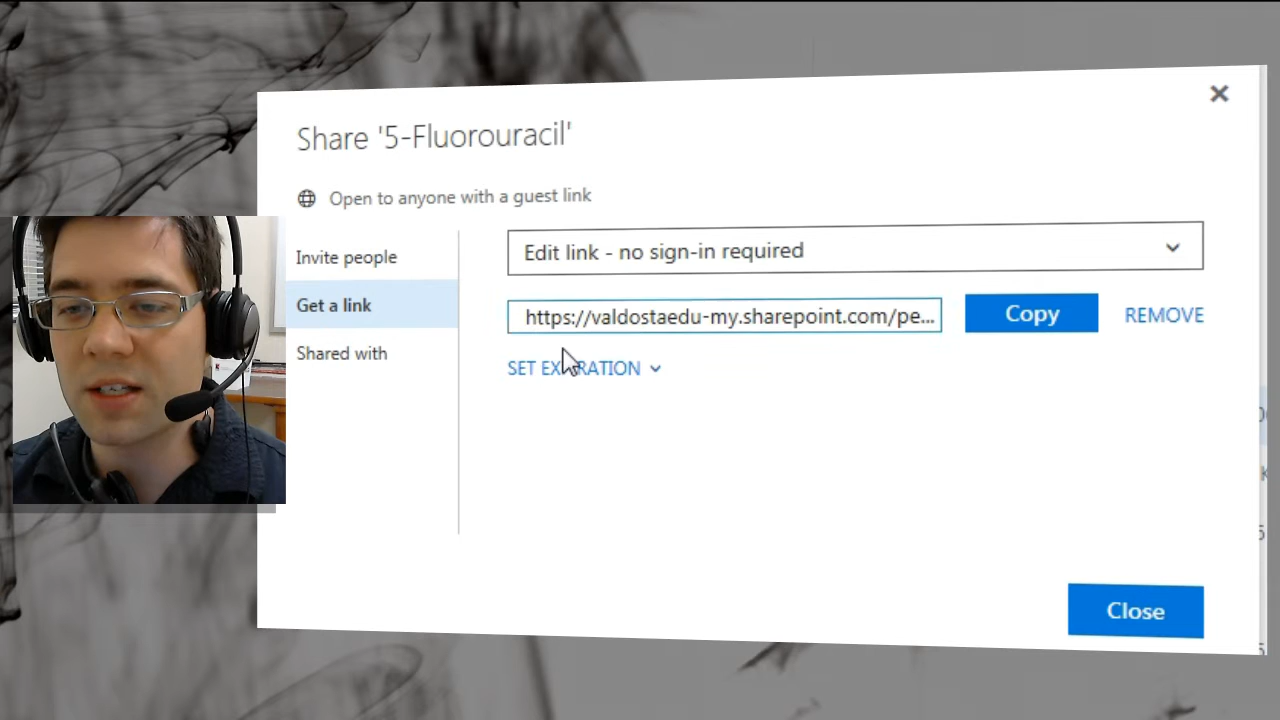 Share '5-Fluorouracil'
Open to anyone with a guest link
Invite people
Get a link
Shared with
Edit link - no sign-in required
https://valdostaedu-my.sharepoint.com/pe...
Copy
REMOVE
SET EXPIRATION
Close